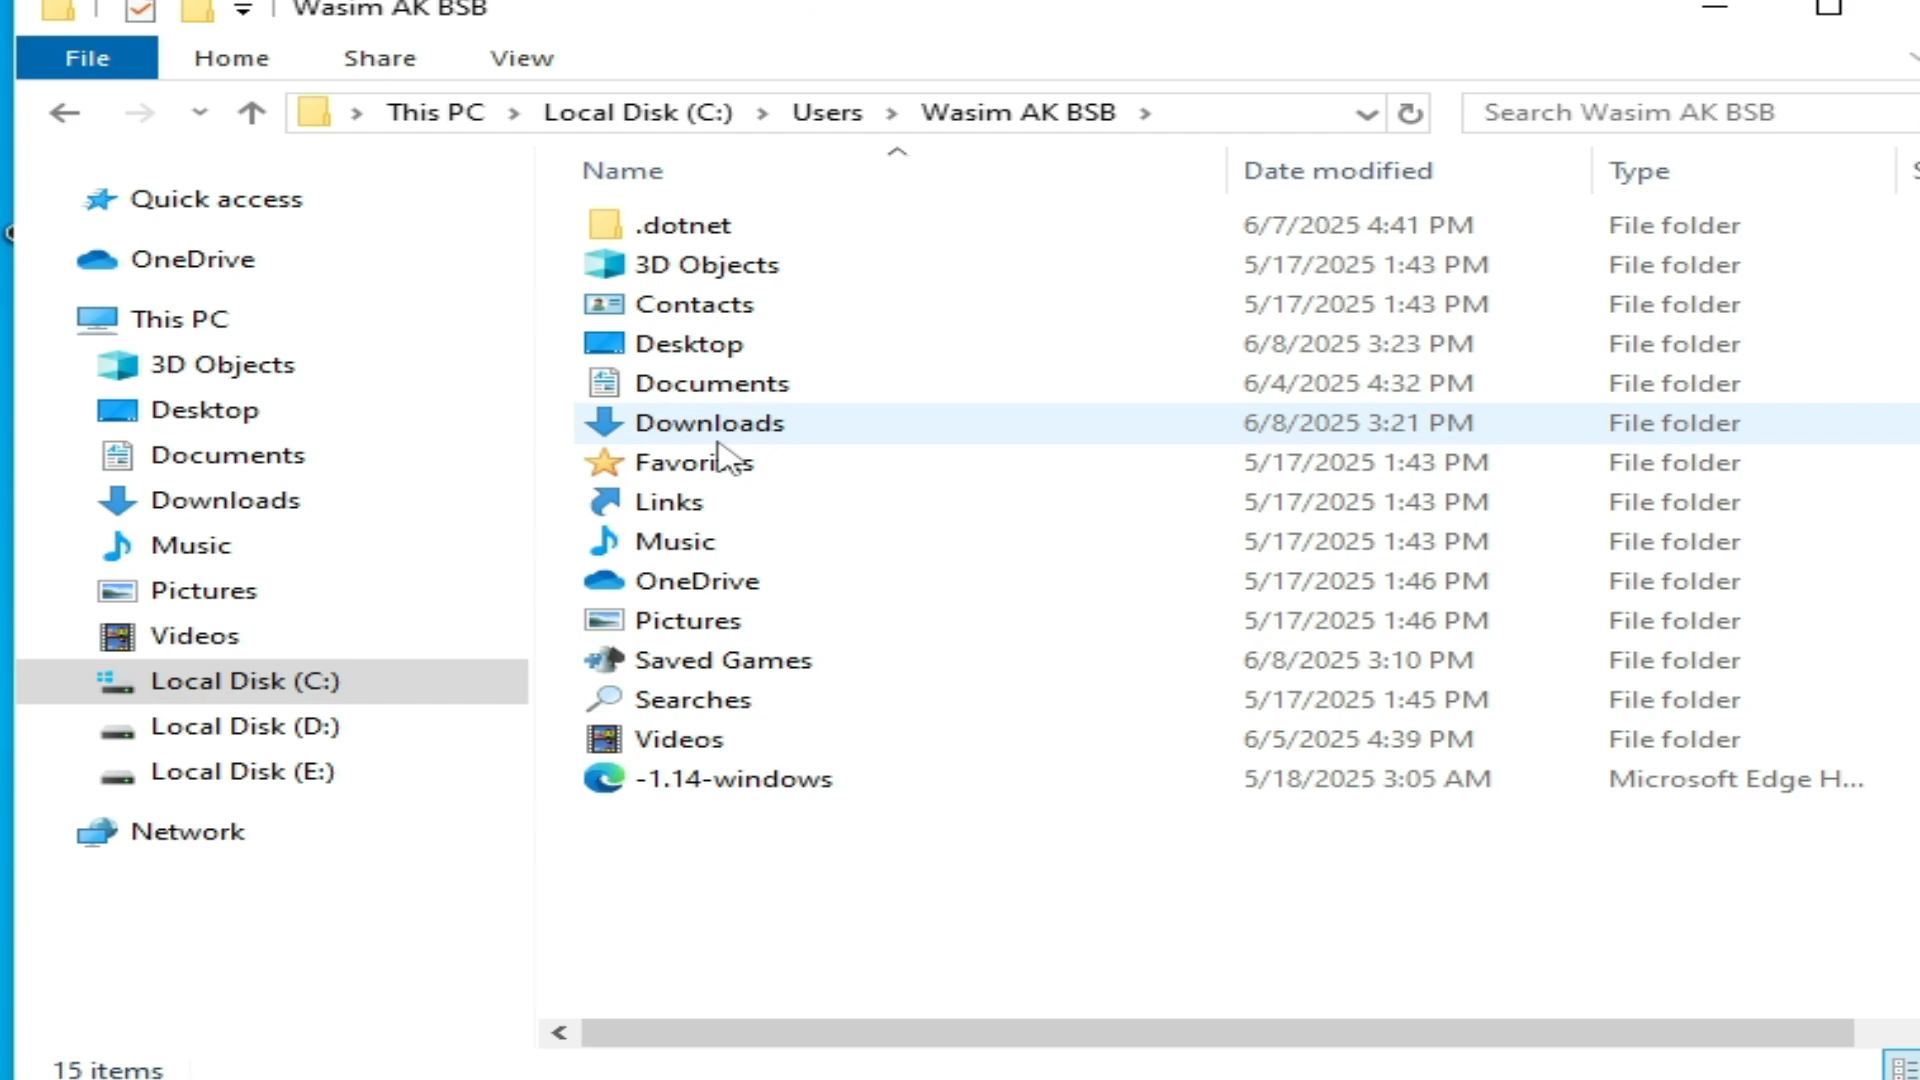 Wasim AK BSB
File Home Share View
This PC Local Disk (C:) Users Wasim AK BSB Search Wasim AK BSB
Quick access
OneDrive
This PC
3D Objects
Desktop
Documents
Downloads
Music
Pictures
Videos
Local Disk (C:)
Local Disk (D:)
Local Disk (E:)
Network
Name Date modified Type
.dotnet 6/7/2025 4:41 PM File folder
3D Objects 5/17/2025 1:43 PM File folder
Contacts 5/17/2025 1:43 PM File folder
Desktop 6/8/2025 3:23 PM File folder
Documents 6/4/2025 4:32 PM File folder
Downloads 6/8/2025 3:21 PM File folder
Favorites 5/17/2025 1:43 PM File folder
Links 5/17/2025 1:43 PM File folder
Music 5/17/2025 1:43 PM File folder
OneDrive 5/17/2025 1:46 PM File folder
Pictures 5/17/2025 1:46 PM File folder
Saved Games 6/8/2025 3:10 PM File folder
Searches 5/17/2025 1:45 PM File folder
Videos 6/5/2025 4:39 PM File folder
-1.14-windows 5/18/2025 3:05 AM Microsoft Edge H...
15 items